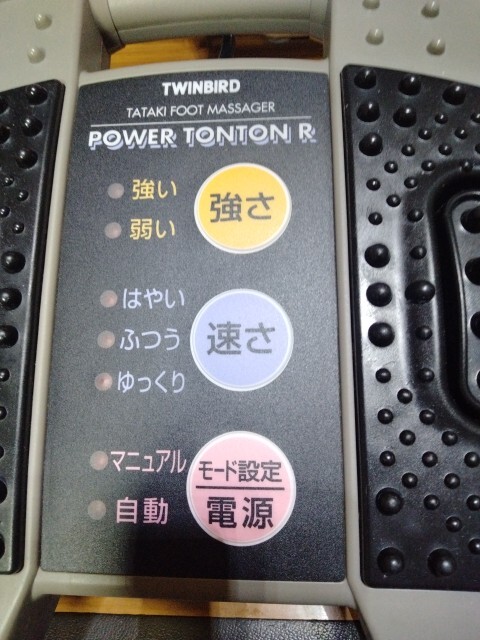 TWINBIRD
TATAKI FOOT MASSAGER
POWER TONTON R
強い
弱い
強さ
はやい
ふつう
ゆっくり
速さ
マニュアル
自動
モード設定
電源